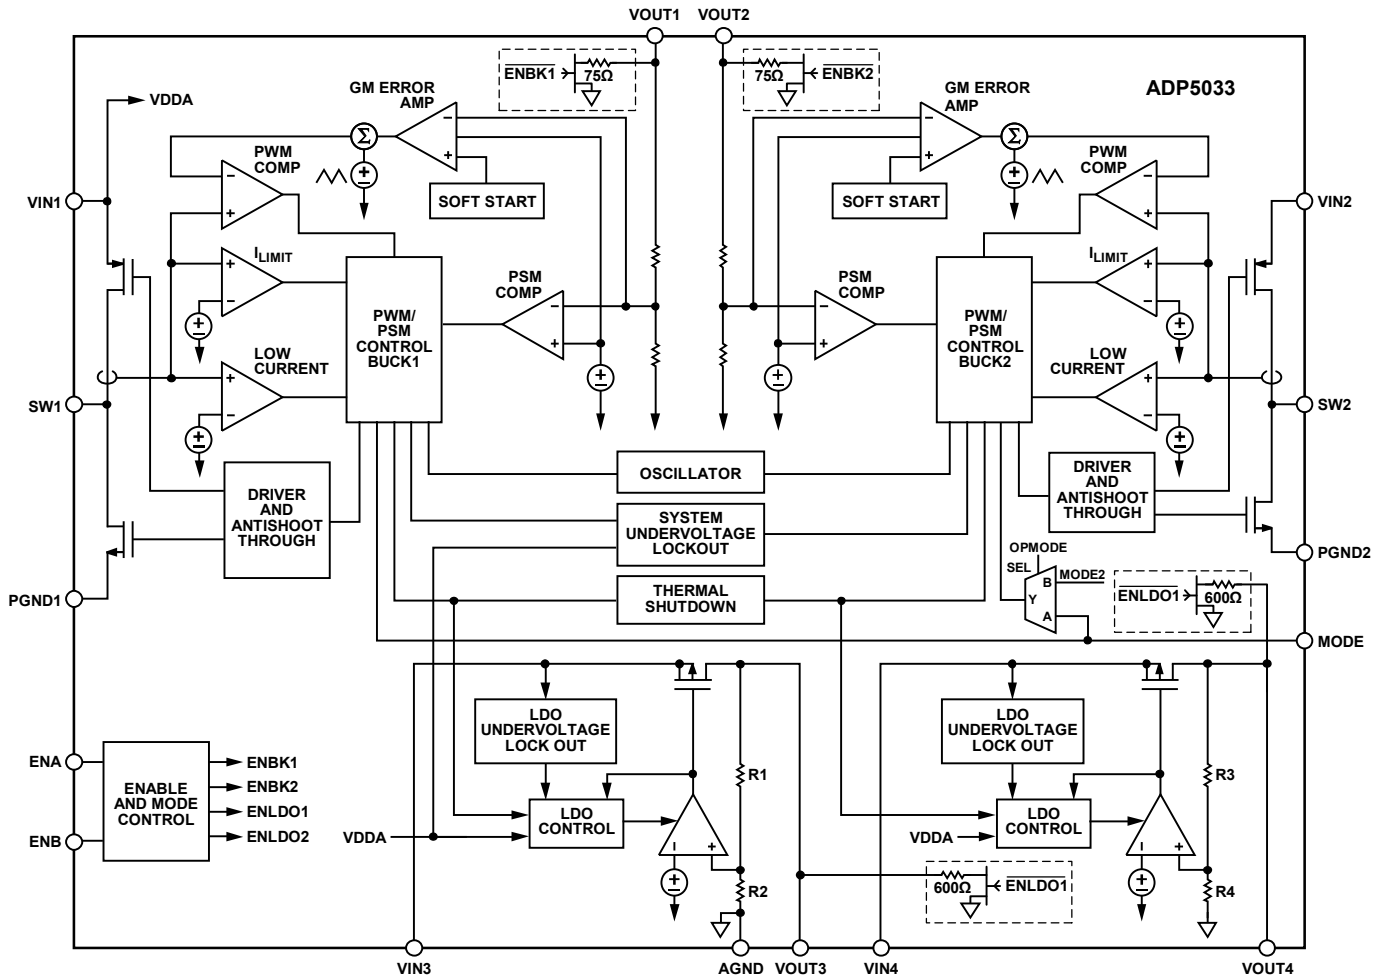 VOUT1 VOUT2
ENBK1
75Ω
75Ω
ENBK2
ADP5033
VDDA
GM ERROR
AMP
GM ERROR
AMP
Σ
Σ
PWM
COMP
PWM
COMP
SOFT START
SOFT START
VIN1
VIN2
ILIMIT
ILIMIT
PSM
COMP
PSM
COMP
PWM/
PSM
CONTROL
BUCK1
PWM/
PSM
CONTROL
BUCK2
LOW
CURRENT
LOW
CURRENT
SW1
SW2
DRIVER
AND
ANTISHOOT
THROUGH
OSCILLATOR
DRIVER
AND
ANTISHOOT
THROUGH
SYSTEM
UNDERVOLTAGE
LOCKOUT
OPMODE
SEL
B
MODE2
Y
A
PGND2
PGND1
THERMAL
SHUTDOWN
ENLDO1
600Ω
MODE
LDO
UNDERVOLTAGE
LOCK OUT
LDO
UNDERVOLTAGE
LOCK OUT
ENA
ENB
ENABLE
AND MODE
CONTROL
ENBK1
ENBK2
ENLDO1
ENLDO2
R1
R3
VDDA
LDO
CONTROL
VDDA
LDO
CONTROL
R2
600Ω
ENLDO1
R4
VIN3
AGND
VOUT3
VIN4
VOUT4